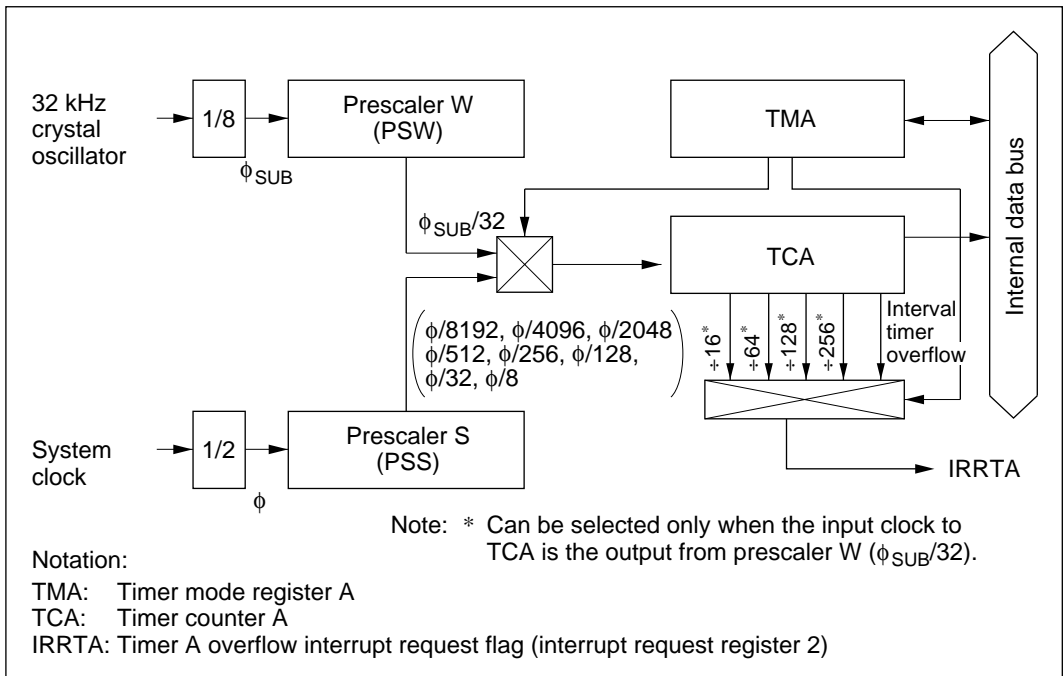 32 kHz
crystal
oscillator
1/8
ϕSUB
Prescaler W
(PSW)
TMA
Internal data bus
ϕSUB/32
TCA
÷16*
÷64*
÷128*
÷256*
Interval
timer
overflow
ϕ/8192, ϕ/4096, ϕ/2048
ϕ/512, ϕ/256, ϕ/128,
ϕ/32, ϕ/8
System
clock
1/2
ϕ
Prescaler S
(PSS)
IRRTA
Note: * Can be selected only when the input clock to
TCA is the output from prescaler W (ϕSUB/32).
Notation:
TMA: Timer mode register A
TCA: Timer counter A
IRRTA: Timer A overflow interrupt request flag (interrupt request register 2)